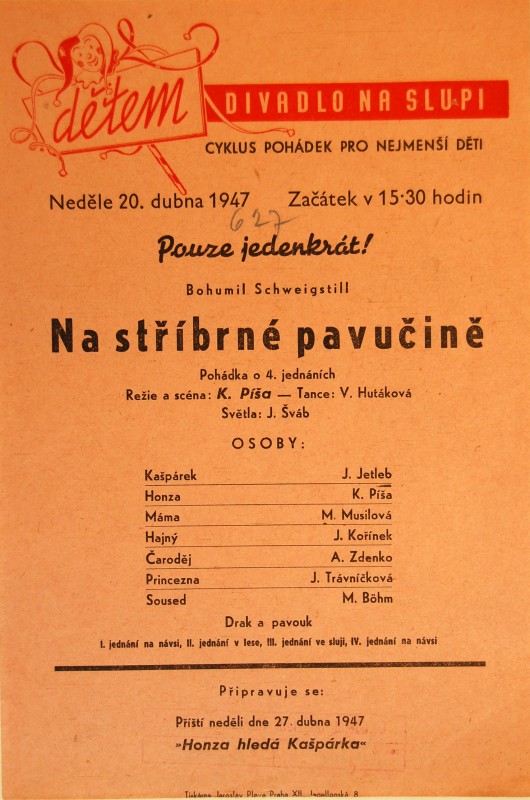 dětem
DIVADLO NA SLUPI
CYKLUS POHÁDEK PRO NEJMENŠÍ DĚTI
Neděle 20. dubna 1947 Začátek v 15·30 hodin
627
Pouze jedenkrát!
Bohumil Schweigstill
Na stříbrné pavučině
Pohádka o 4. jednáních
Režie a scéna: K. Píša — Tance: V. Hutáková
Světla: J. Šváb
OSOBY:
Kašpárek J. Jetleb
Honza K. Píša
Máma M. Musilová
Hajný J. Kořínek
Čaroděj A. Zdenko
Princezna J. Trávníčková
Soused M. Böhm
Drak a pavouk
I. jednání na návsi, II. jednání v lese, III. jednání ve sluji, IV. jednání na návsi
Připravuje se:
Příští neděli dne 27. dubna 1947
»Honza hledá Kašpárka«
Tiskárna Jaroslav Praha XII.